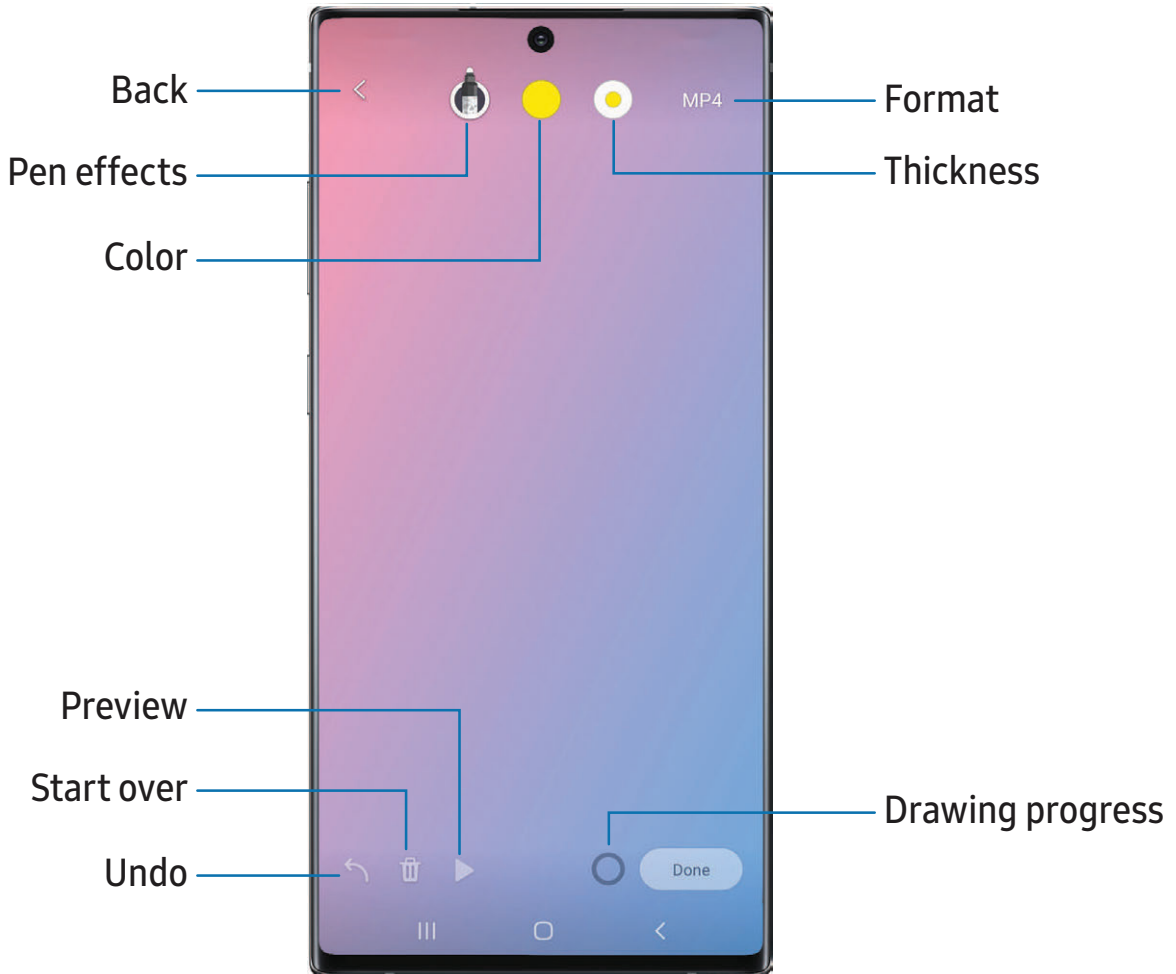 Back
MP4
Format
Pen effects
Thickness
Color
Preview
Start over
Drawing progress
Undo
Done